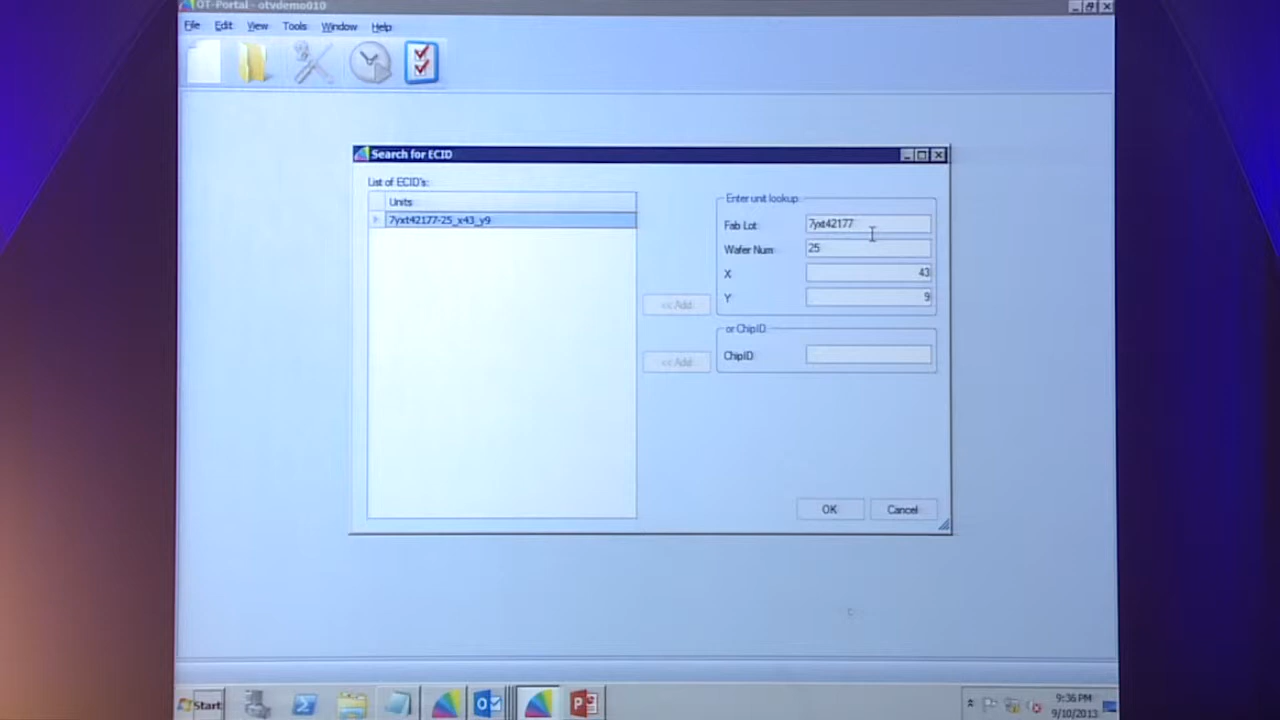 OT-Portal - otvdemo010
File Edit View Tools Window Help
Search for ECID
List of ECID's:
Units
7yxt42177-25_x43_y9
Enter unit lookup
Fab Lot: 7yxt42177
Wafer Num 25
X 43
Y 9
<< Add
or ChipID
ChipID
<< Add
OK Cancel
Start
9:36 PM
9/10/2013